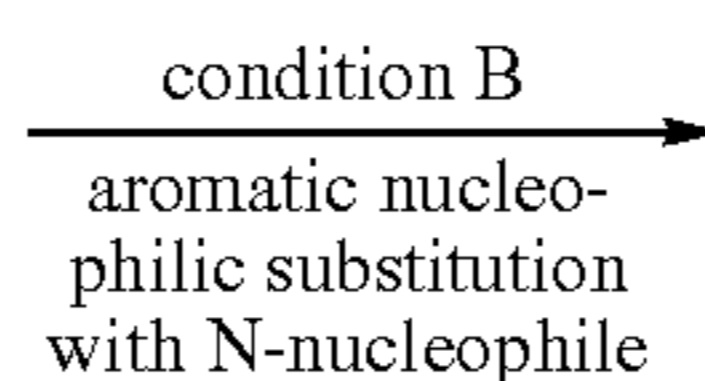 condition B
aromatic nucleo-
philic substitution
with N-nucleophile